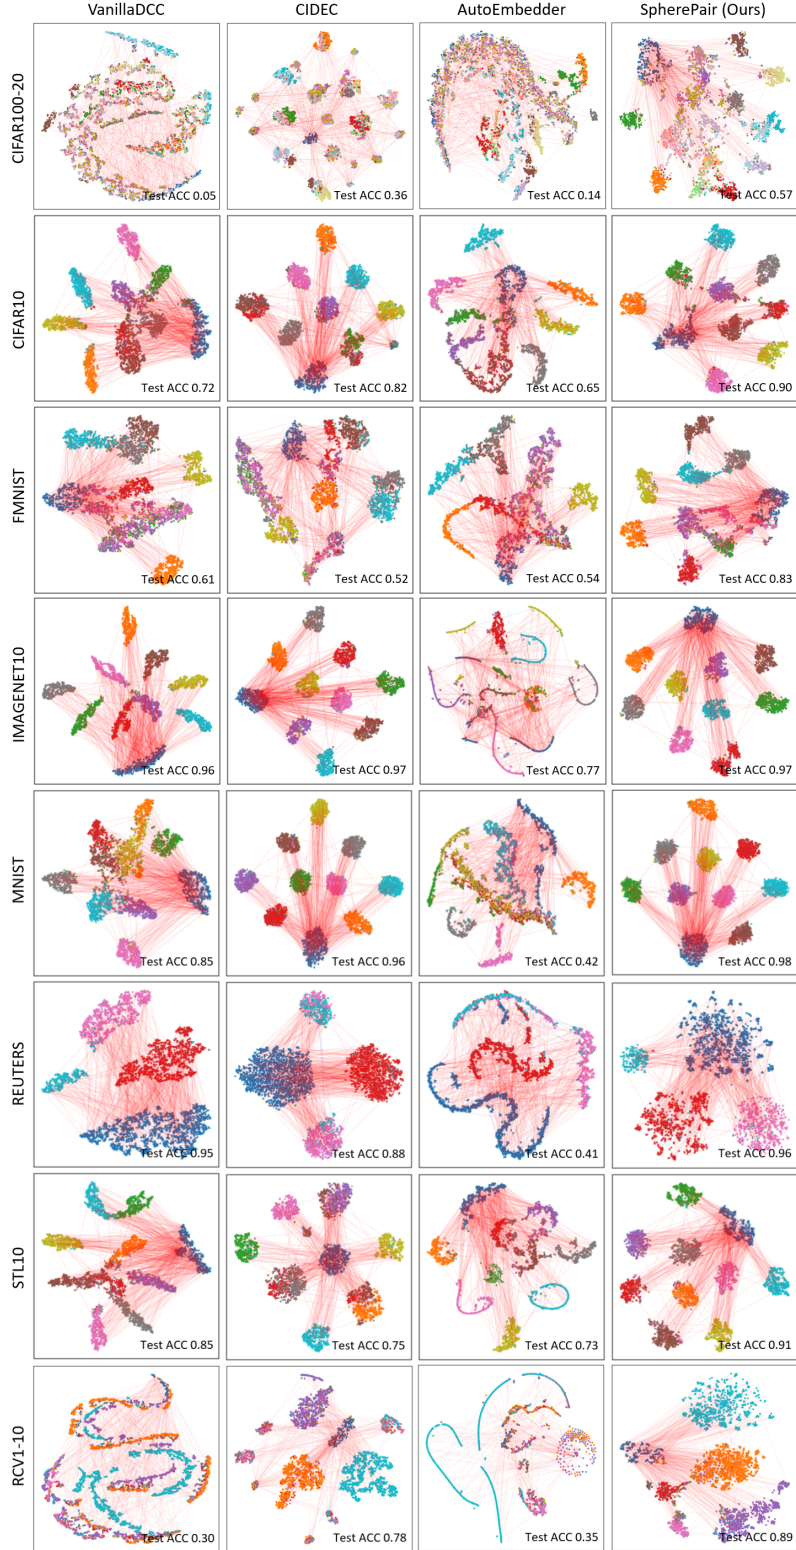 VanillaDCC CIDEC AutoEmbedder SpherePair (Ours)
CIFAR100-20
Test ACC 0.05 Test ACC 0.36 Test ACC 0.14 Test ACC 0.57
CIFAR10
Test ACC 0.72 Test ACC 0.82 Test ACC 0.65 Test ACC 0.90
FMNIST
Test ACC 0.61 Test ACC 0.52 Test ACC 0.54 Test ACC 0.83
IMAGENET10
Test ACC 0.96 Test ACC 0.97 Test ACC 0.77 Test ACC 0.97
MNIST
Test ACC 0.85 Test ACC 0.96 Test ACC 0.42 Test ACC 0.98
REUTERS
Test ACC 0.95 Test ACC 0.88 Test ACC 0.41 Test ACC 0.96
STL10
Test ACC 0.85 Test ACC 0.75 Test ACC 0.73 Test ACC 0.91
RCV1-10
Test ACC 0.30 Test ACC 0.78 Test ACC 0.35 Test ACC 0.89